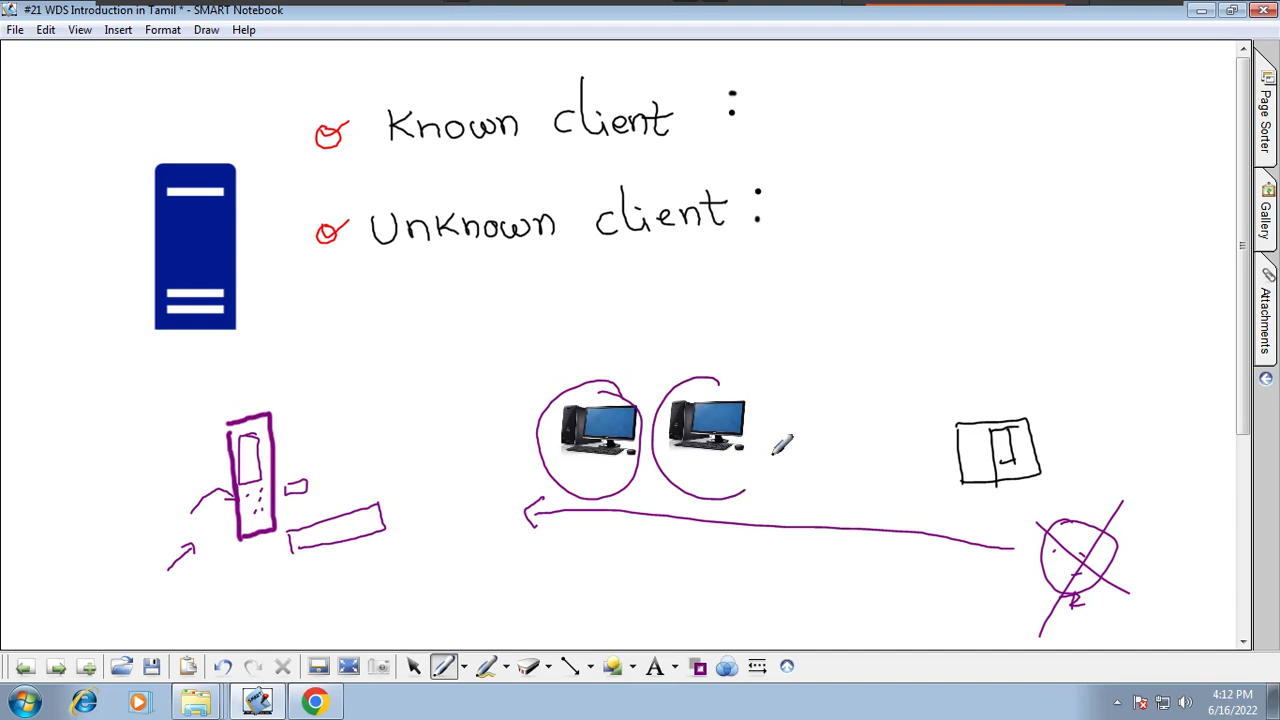 #21 WDS Introduction in Tamil * - SMART Notebook
File Edit View Insert Format Draw Help
Known client :
Unknown client :
Page Sorter
Gallery
Attachments
4:12 PM
6/16/2022